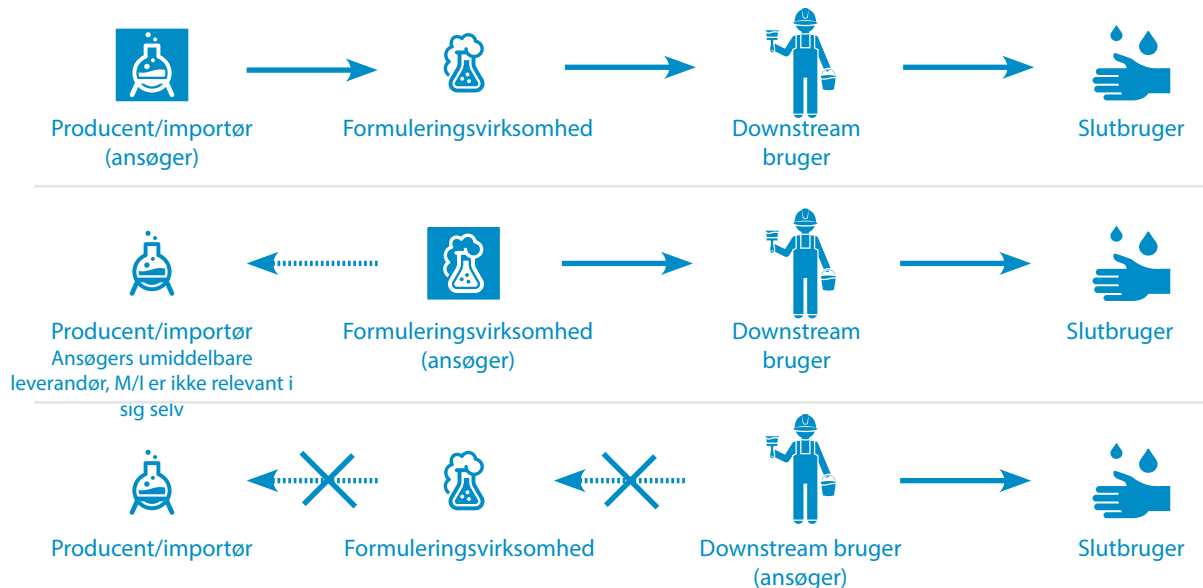 Producent/importør
(ansøger)
Formuleringsvirksomhed
Downstream
bruger
Slutbruger
Producent/importør
Ansøgers umiddelbare
leverandør, M/I er ikke relevant i
sig selv
Formuleringsvirksomhed
(ansøger)
Downstream
bruger
Slutbruger
Producent/importør
Formuleringsvirksomhed
Downstream bruger
(ansøger)
Slutbruger